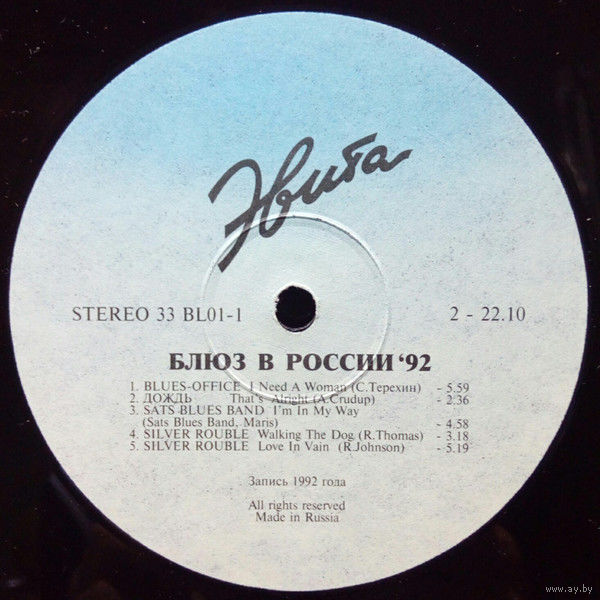 Эвита
STEREO 33 BL01-1
2 - 22.10
БЛЮЗ В РОССИИ '92
1. BLUES-OFFICE I Need A Woman (С.Терехин) - 5.59
2. ДОЖДЬ That's Alright (A.Crudup) - 2.36
3. SATS BLUES BAND I'm In My Way
(Sats Blues Band, Maris) - 4.58
4. SILVER ROUBLE Walking The Dog (R.Thomas) - 3.18
5. SILVER ROUBLE Love In Vain (R.Johnson) - 5.19
Запись 1992 года
All rights reserved
Made in Russia
www.ay.by